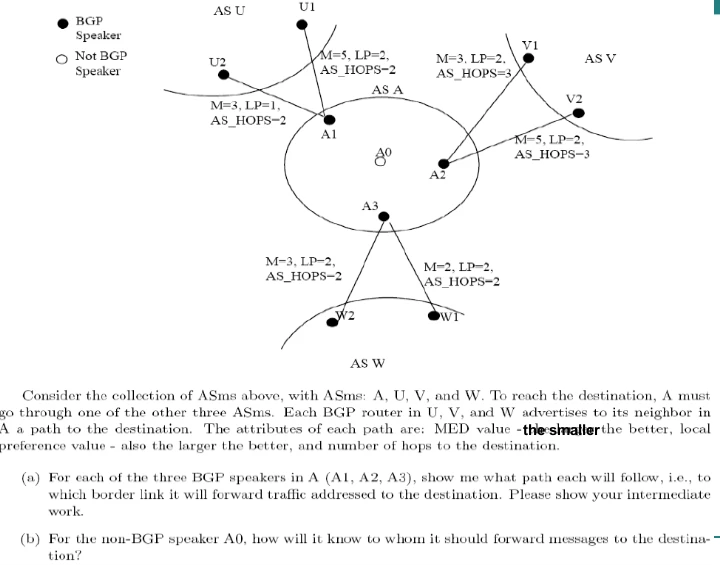 AS U
U1
BGP
Speaker
Not BGP
Speaker
U2
M=5, LP=2,
AS_HOPS=2
M=3, LP=1,
AS_HOPS=2
AS A
A1
A0
V1
AS V
M=3, LP=2,
AS_HOPS=3
V2
M=5, LP=2,
AS_HOPS=3
A2
A3
M=3, LP=2,
AS_HOPS=2
M=2, LP=2,
AS_HOPS=2
W2
W1
AS W
Consider the collection of ASms above, with ASms: A, U, V, and W. To reach the destination, A must
go through one of the other three ASms. Each BGP router in U, V, and W advertises to its neighbor in
A a path to the destination. The attributes of each path are: MED value - the smaller the better, local
preference value - also the larger the better, and number of hops to the destination.
(a) For each of the three BGP speakers in A (A1, A2, A3), show me what path each will follow, i.e., to
which border link it will forward traffic addressed to the destination. Please show your intermediate
work.
(b) For the non-BGP speaker A0, how will it know to whom it should forward messages to the destina-
tion?